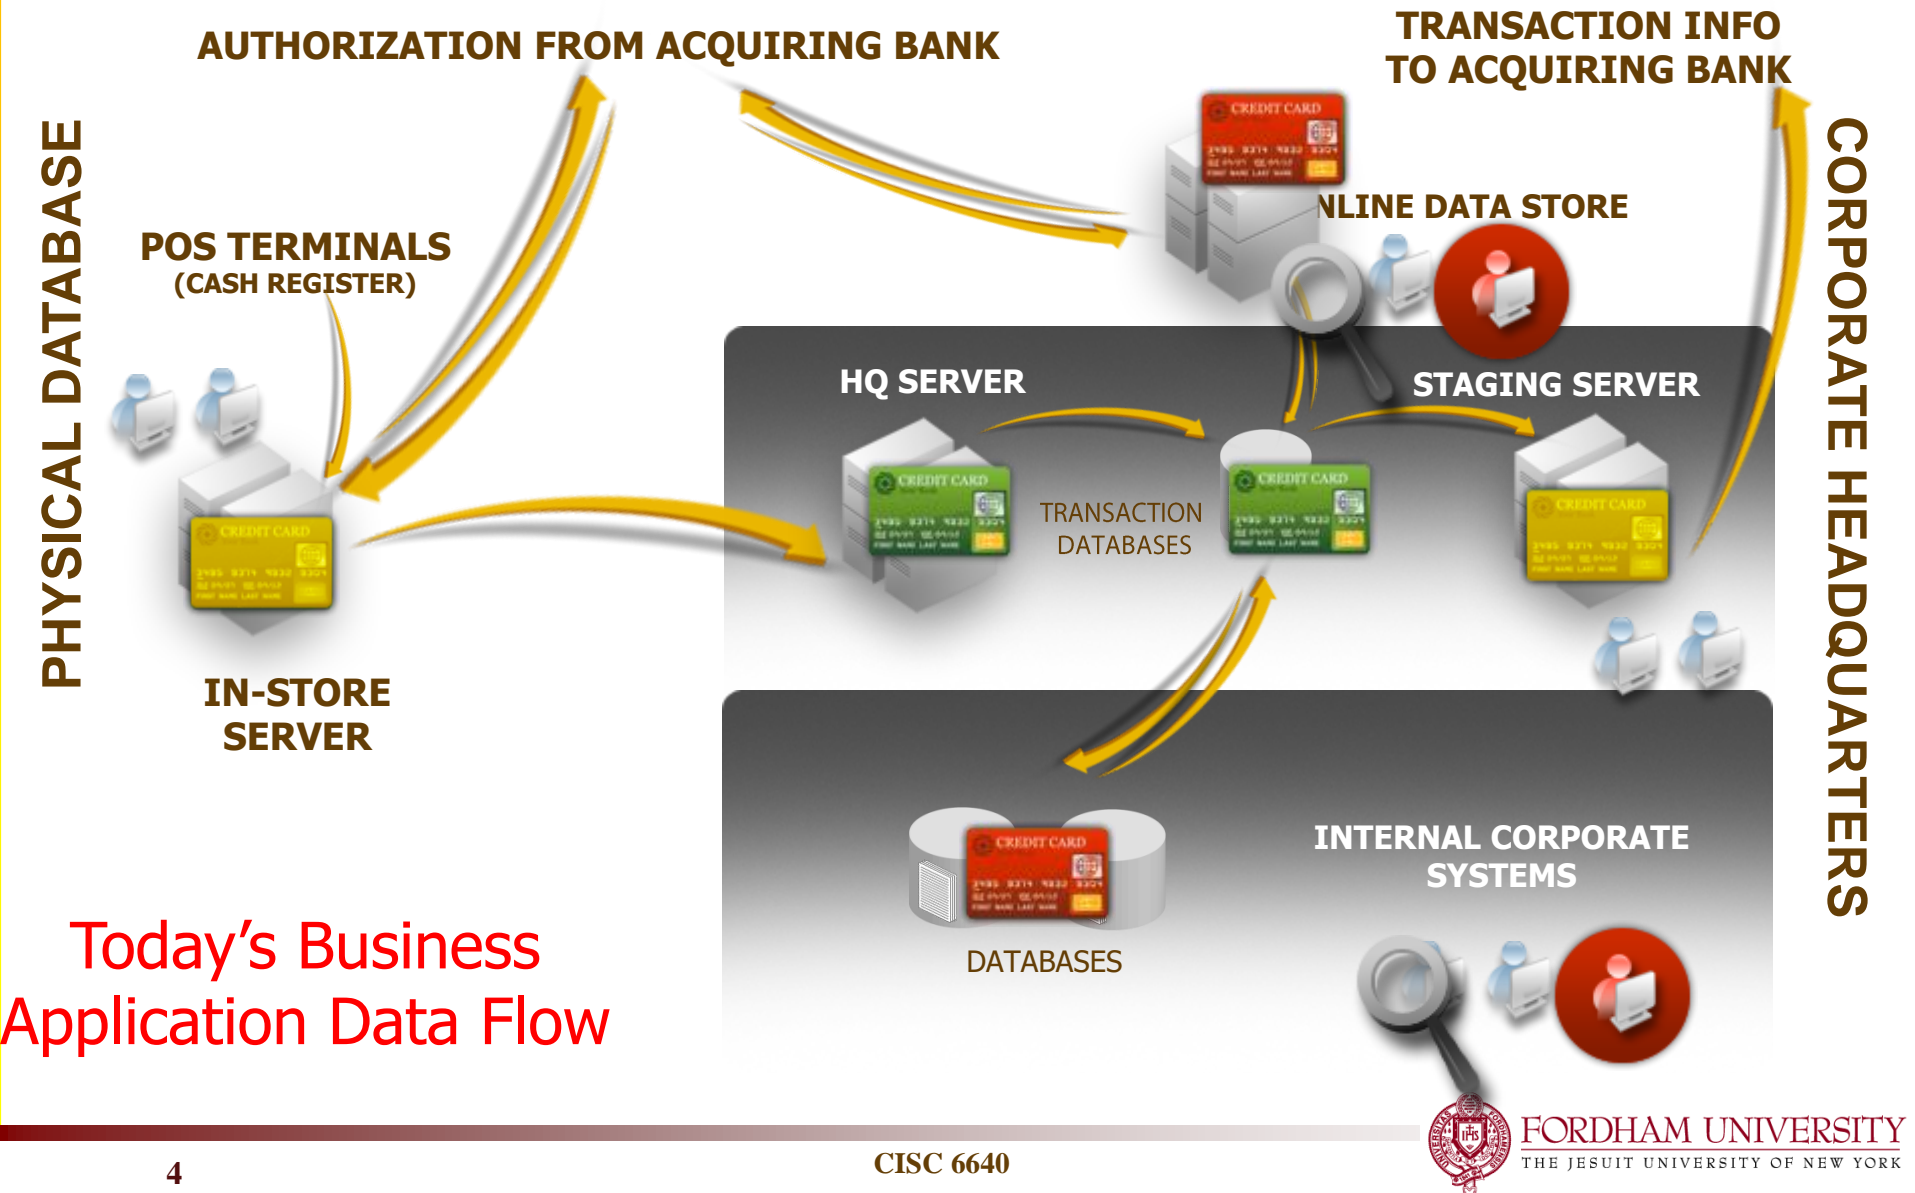 AUTHORIZATION FROM ACQUIRING BANK
TRANSACTION INFO
TO ACQUIRING BANK
PHYSICAL DATABASE
CORPORATE HEADQUARTERS
POS TERMINALS
(CASH REGISTER)
CREDIT CARD
NLINE DATA STORE
HQ SERVER
STAGING SERVER
CREDIT CARD
CREDIT CARD
CREDIT CARD
CREDIT CARD
TRANSACTION
DATABASES
IN-STORE
SERVER
CREDIT CARD
DATABASES
INTERNAL CORPORATE
SYSTEMS
Today’s Business
Application Data Flow
4
CISC 6640
FORDHAM UNIVERSITY
THE JESUIT UNIVERSITY OF NEW YORK